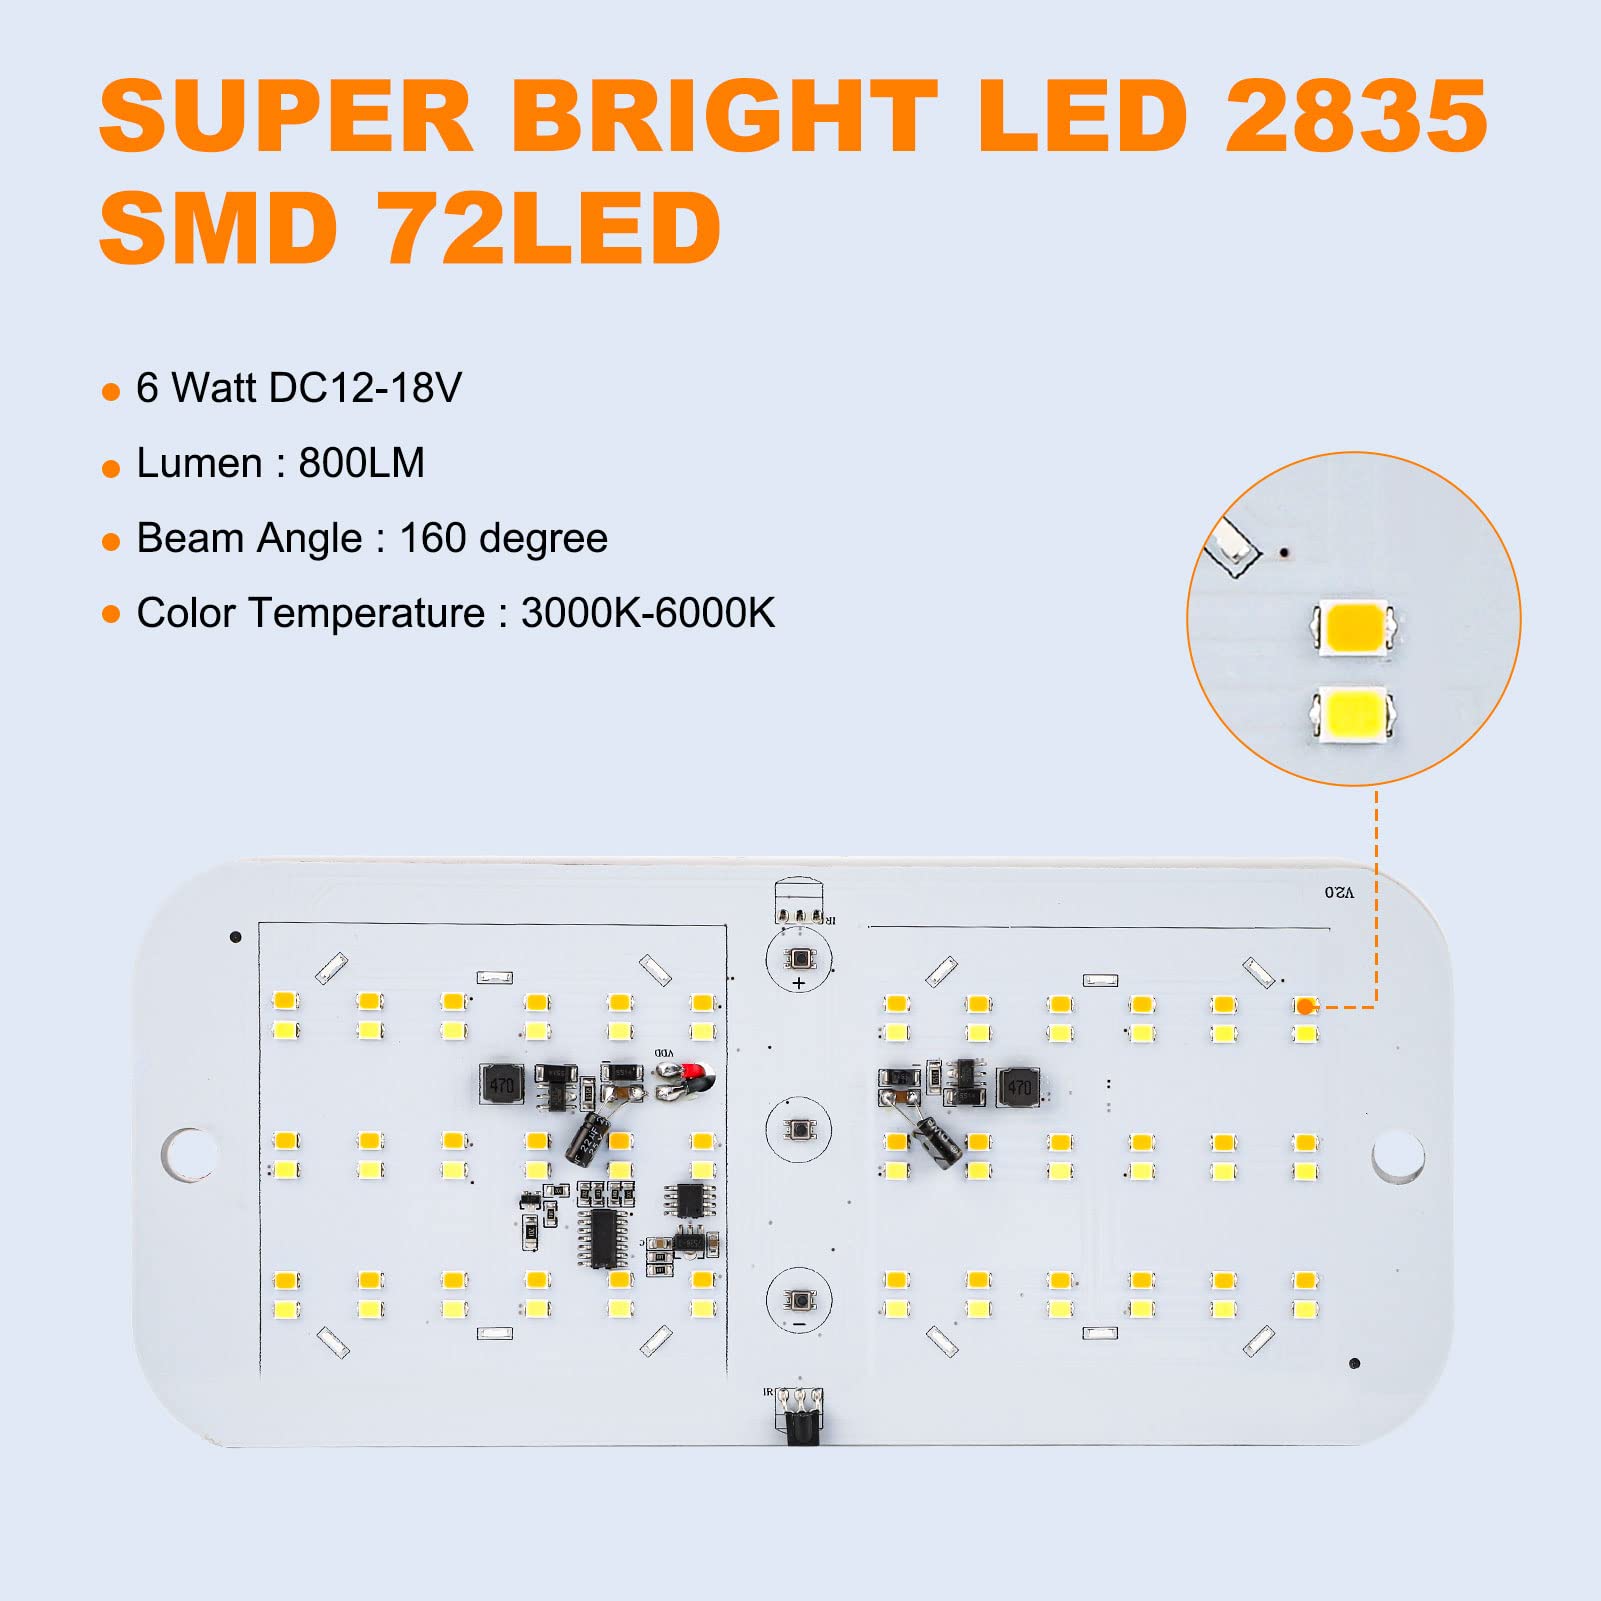 SUPER BRIGHT LED 2835
SMD 72LED
6 Watt DC12-18V
Lumen : 800LM
Beam Angle : 160 degree
Color Temperature : 3000K-6000K
V2.0
IR
+
VDD
470
470
22µF
−
IR